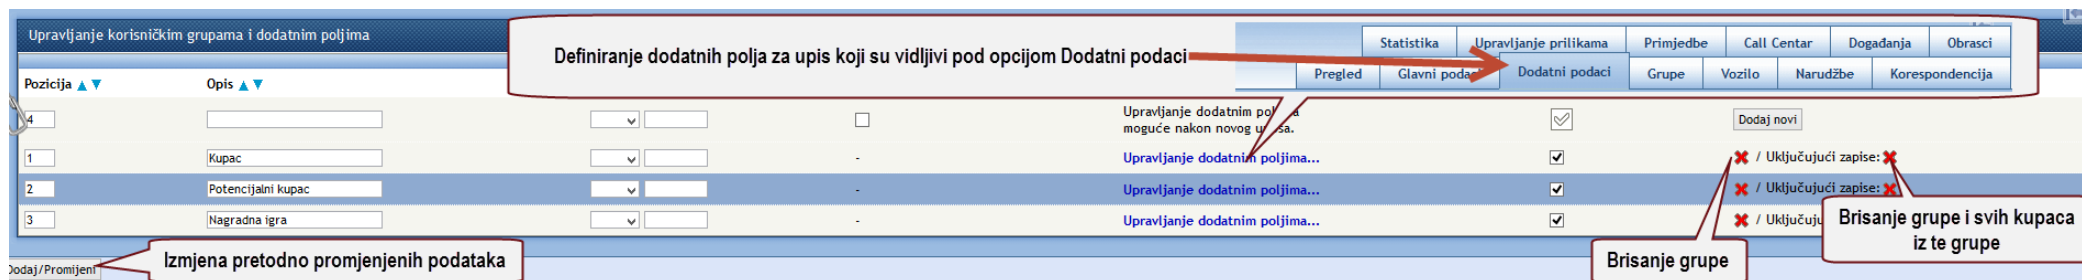 Upravljanje korisničkim grupama i dodatnim poljima
Definiranje dodatnih polja za upis koji su vidljivi pod opcijom Dodatni podaci
Statistika Upravljanje prilikama Primjedbe Call Centar Događanja Obrasci
Pregled Glavni podaci Dodatni podaci Grupe Vozilo Narudžbe Korespondencija
Pozicija Opis
4 Upravljanje dodatnim
moguće nakon novog Dodaj novi
1 Kupac - Upravljanje dodatnim poljima... / Uključujući zapise:
2 Potencijalni kupac - Upravljanje dodatnim poljima... / Uključujući zapise:
3 Nagradna igra - Upravljanje dodatnim poljima... /
Brisanje grupe i svih kupaca
iz te grupe
Brisanje grupe
Dodaj/Promijeni
Izmjena pretodno promjenjenih podataka